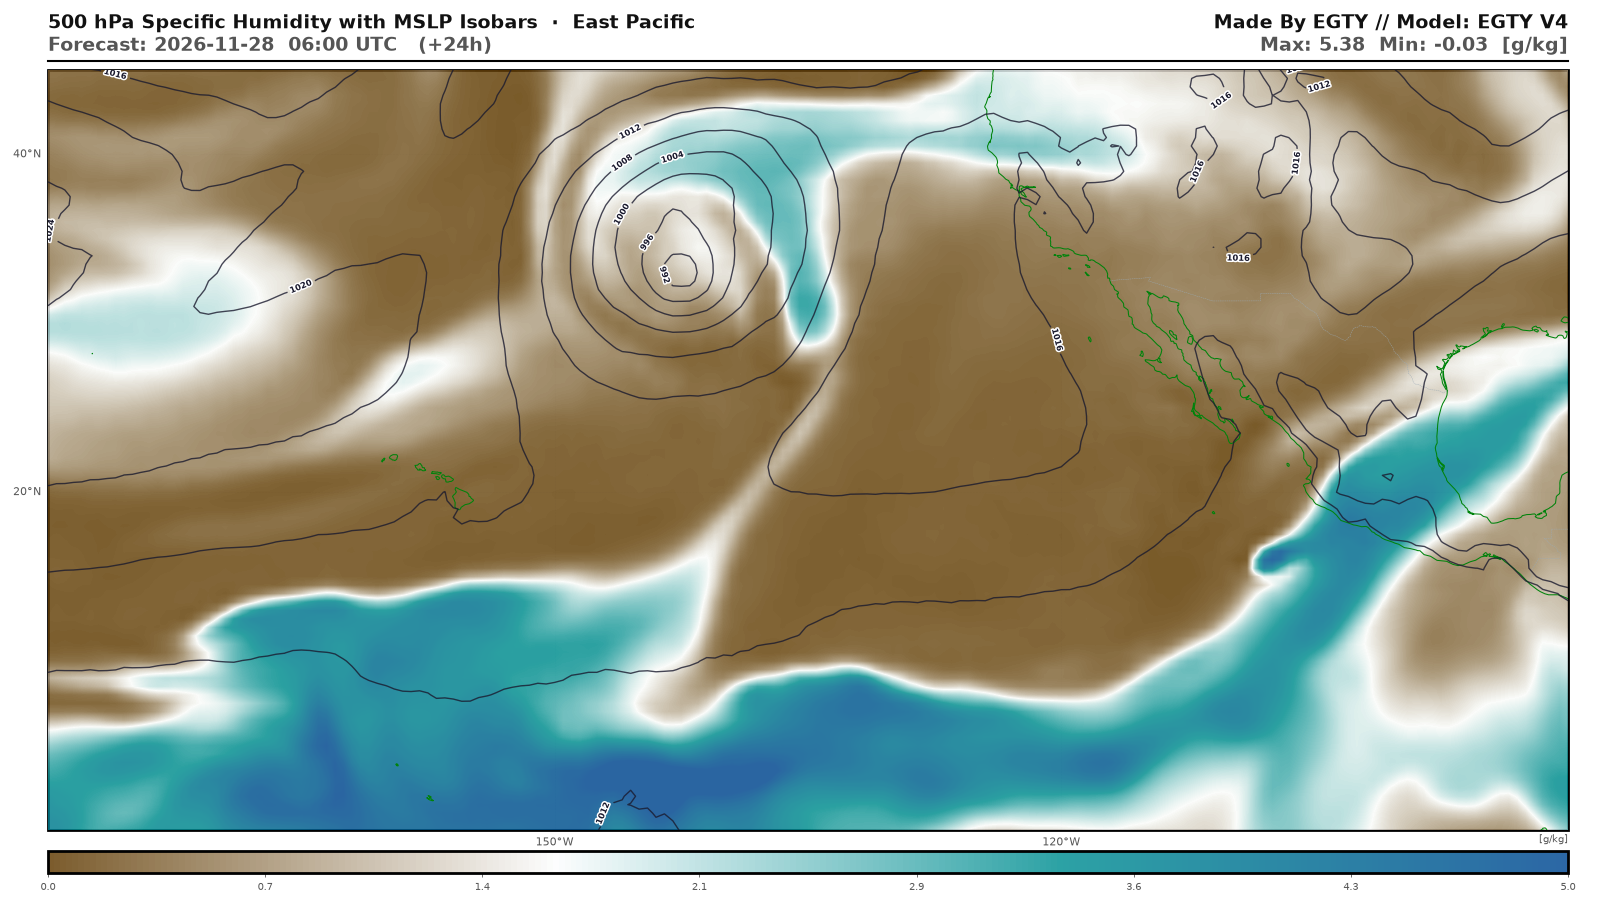 500 hPa Specific Humidity with MSLP Isobars · East Pacific
Made By EGTY // Model: EGTY V4
Forecast: 2026-11-28 06:00 UTC (+24h)
Max: 5.38 Min: -0.03 [g/kg]
1016
1012
1016
1012
1008
1004
40°N
1016
1016
1000
1024
996
1016
992
1020
1016
20°N
1012
150°W
120°W
[g/kg]
0.0
0.7
1.4
2.1
2.9
3.6
4.3
5.0